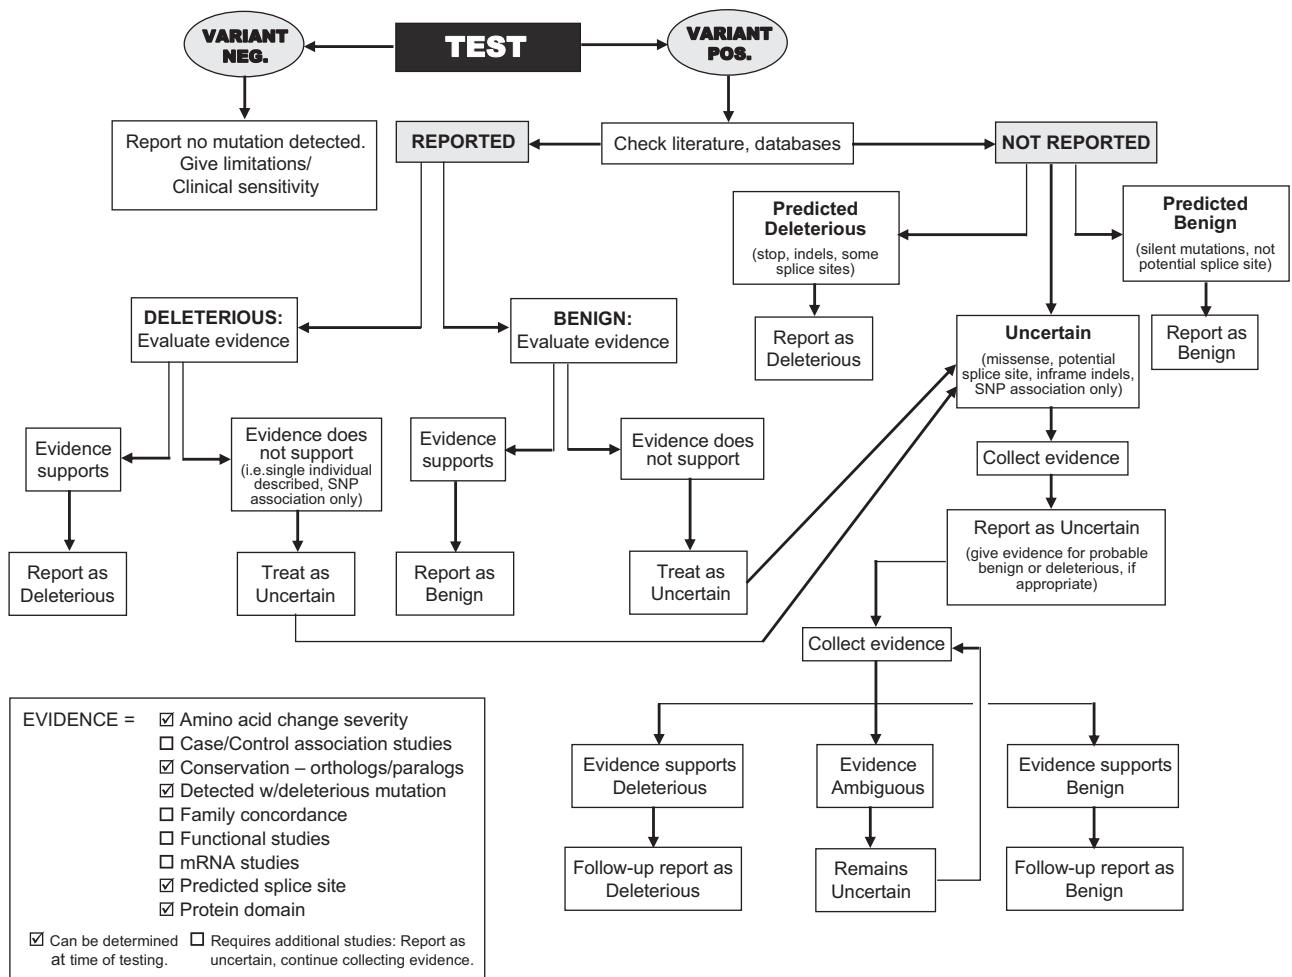 VARIANT
NEG.
TEST
VARIANT
POS.
Report no mutation detected.
Give limitations/
Clinical sensitivity
REPORTED
Check literature, databases
NOT REPORTED
Predicted
Deleterious
(stop, indels, some
splice sites)
Predicted
Benign
(silent mutations, not
potential splice site)
DELETERIOUS:
Evaluate evidence
BENIGN:
Evaluate evidence
Report as
Deleterious
Uncertain
(missense, potential
splice site, inframe indels,
SNP association only)
Report as
Benign
Evidence
supports
Evidence does
not support
(i.e.single individual
described, SNP
association only)
Evidence
supports
Evidence does
not support
Collect evidence
Report as
Deleterious
Treat as
Uncertain
Report as
Benign
Treat as
Uncertain
Report as Uncertain
(give evidence for probable
benign or deleterious, if
appropriate)
Collect evidence
EVIDENCE = ☑ Amino acid change severity
☐ Case/Control association studies
☑ Conservation – orthologs/paralogs
☑ Detected w/deleterious mutation
☐ Family concordance
☐ Functional studies
☐ mRNA studies
☑ Predicted splice site
☑ Protein domain
☑ Can be determined
at time of testing.
☐ Requires additional studies: Report as
uncertain, continue collecting evidence.
Evidence supports
Deleterious
Evidence
Ambiguous
Evidence supports
Benign
Follow-up report as
Deleterious
Remains
Uncertain
Follow-up report as
Benign